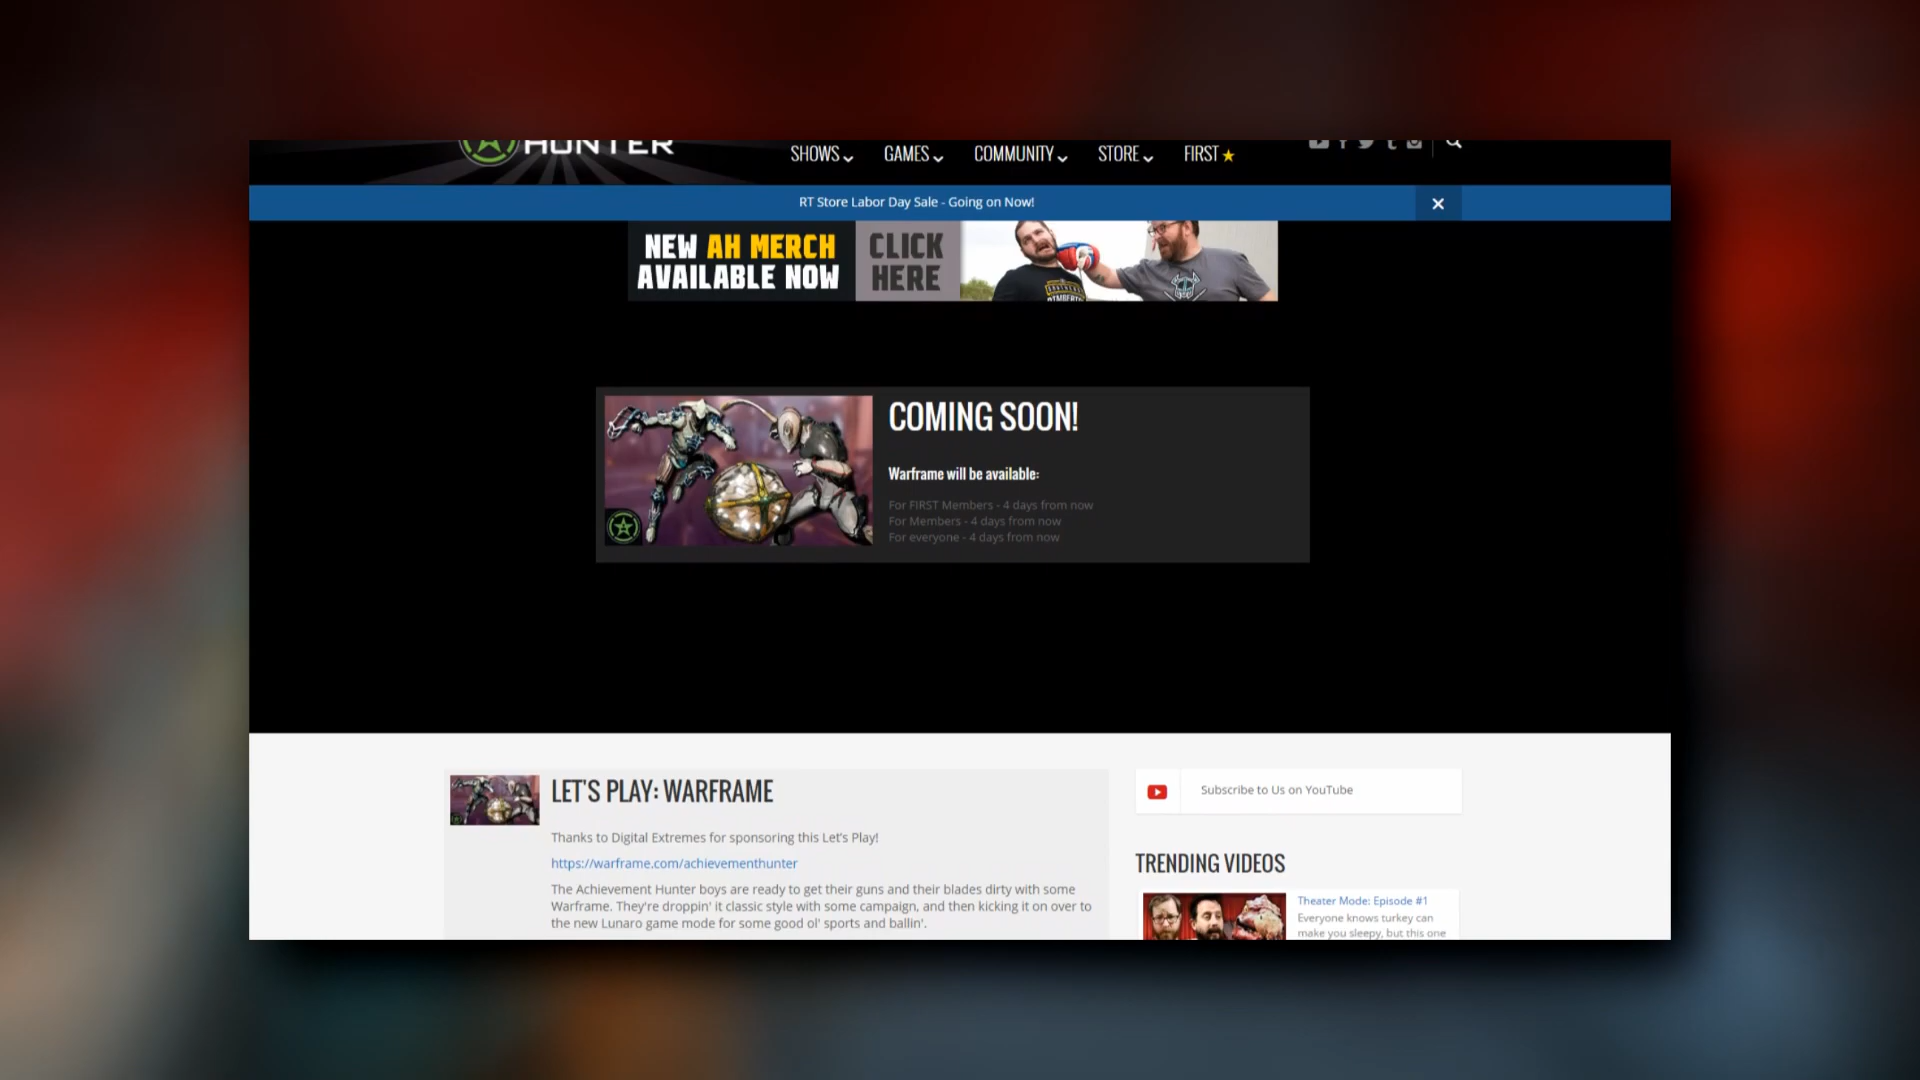 HUNTER
SHOWS GAMES COMMUNITY STORE FIRST
RT Store Labor Day Sale - Going on Now!
NEW AH MERCH
AVAILABLE NOW
CLICK
HERE
COMING SOON!
Warframe will be available:
For FIRST Members - 4 days from now
For Members - 4 days from now
For everyone - 4 days from now
LET'S PLAY: WARFRAME
Thanks to Digital Extremes for sponsoring this Let's Play!
https://warframe.com/achievementhunter
The Achievement Hunter boys are ready to get their guns and their blades dirty with some
Warframe. They're droppin' it classic style with some campaign, and then kicking it on over to
the new Lunaro game mode for some good ol' sports and ballin'.
Subscribe to Us on YouTube
TRENDING VIDEOS
Theater Mode: Episode #1
Everyone knows turkey can
make you sleepy, but this one